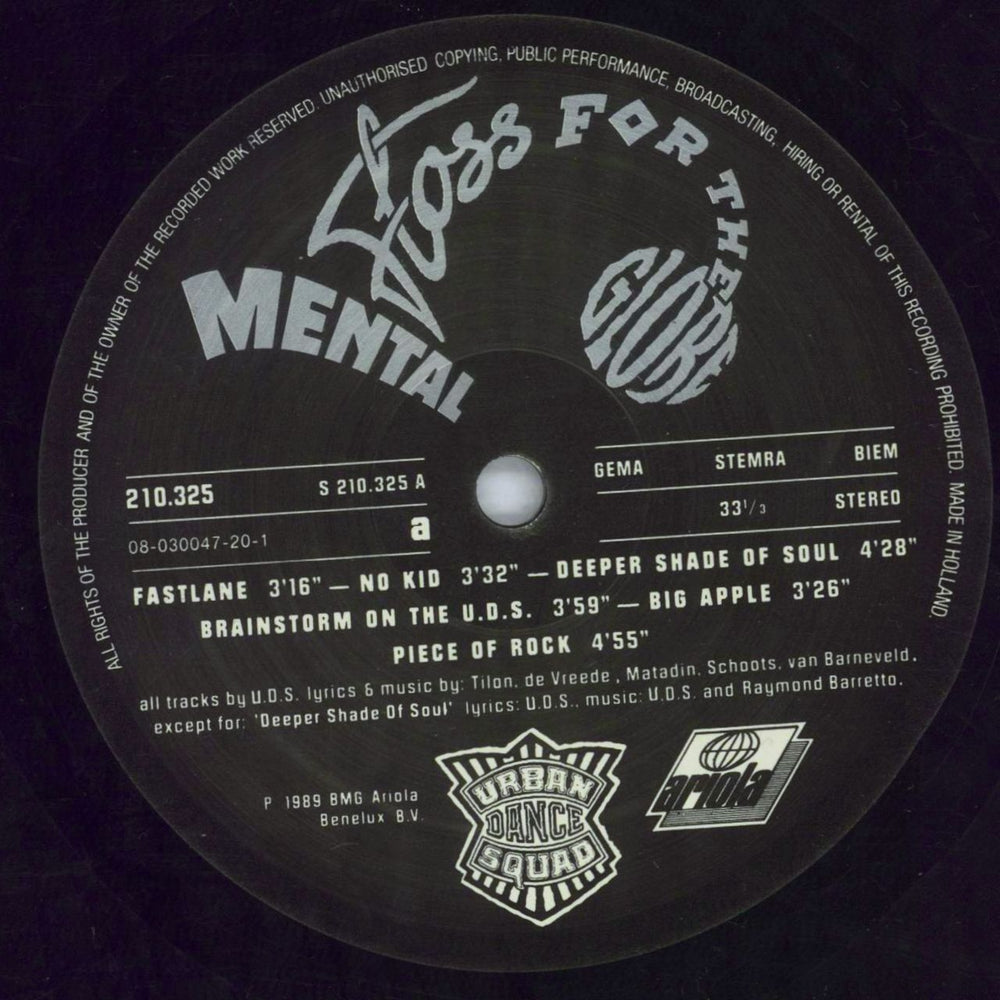 ALL RIGHTS OF THE PRODUCER AND OF THE OWNER OF THE RECORDED WORK RESERVED. UNAUTHORISED COPYING, PUBLIC PERFORMANCE, BROADCASTING, HIRING OR RENTAL OF THIS RECORDING PROHIBITED. MADE IN HOLLAND.
MENTAL Floss FOR THE GLOBE
210.325 S 210.325 A
08-030047-20-1 a
GEMA STEMRA BIEM
33 1/3 STEREO
FASTLANE 3'16" — NO KID 3'32" — DEEPER SHADE OF SOUL 4'28"
BRAINSTORM ON THE U.D.S. 3'59" — BIG APPLE 3'26"
PIECE OF ROCK 4'55"
all tracks by U.D.S. lyrics & music by: Tilon, de Vreede, Matadin, Schoots, van Barneveld,
except for: 'Deeper Shade Of Soul' lyrics: U.D.S., music: U.D.S. and Raymond Barretto.
P 1989 BMG Ariola
Benelux B.V.
URBAN
DANCE
SQUAD
ariola